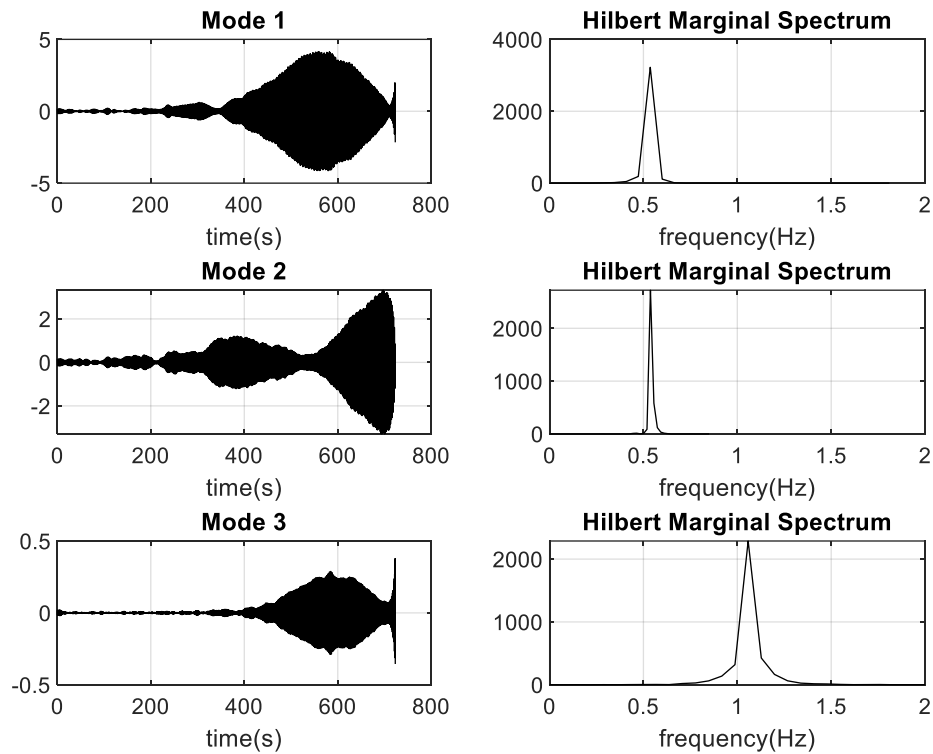 Mode 1
Hilbert Marginal Spectrum
5
0
-5
0 200 400 600 800
time(s)
4000
2000
0
0 0.5 1 1.5 2
frequency(Hz)
Mode 2
Hilbert Marginal Spectrum
2
0
-2
0 200 400 600 800
time(s)
2000
1000
0
0 0.5 1 1.5 2
frequency(Hz)
Mode 3
Hilbert Marginal Spectrum
0.5
0
-0.5
0 200 400 600 800
time(s)
2000
1000
0
0 0.5 1 1.5 2
frequency(Hz)